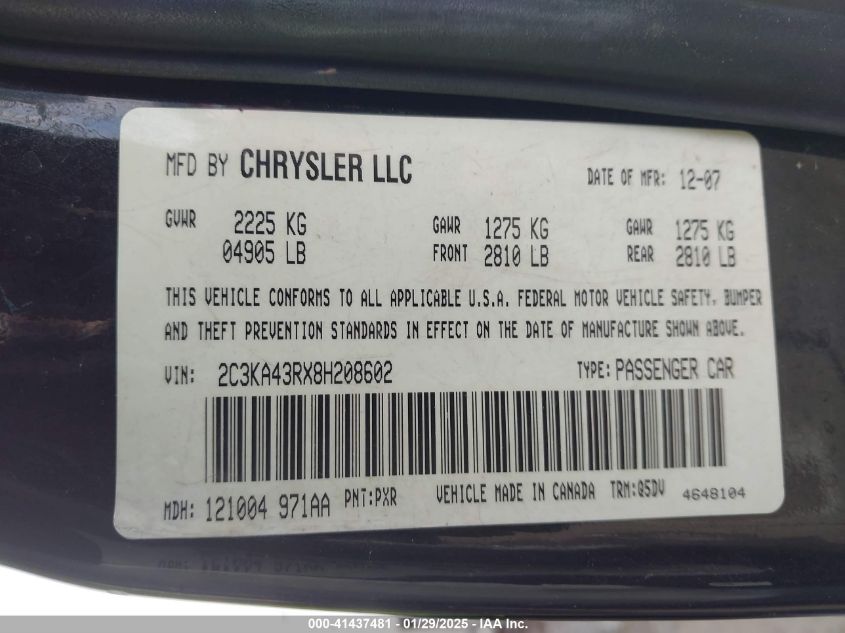 MFD BY CHRYSLER LLC DATE OF MFR: 12-07
GVWR 2225 KG GAWR 1275 KG GAWR 1275 KG
04905 LB FRONT 2810 LB REAR 2810 LB
THIS VEHICLE CONFORMS TO ALL APPLICABLE U.S.A. FEDERAL MOTOR VEHICLE SAFETY, BUMPER
AND THEFT PREVENTION STANDARDS IN EFFECT ON THE DATE OF MANUFACTURE SHOWN ABOVE.
VIN: 2C3KA43RX8H208602 TYPE: PASSENGER CAR
MDH: 121004 971AA PNT:PXR VEHICLE MADE IN CANADA TRM:Q5DV 4648104
000-41437481 - 01/29/2025 - IAAI Inc.